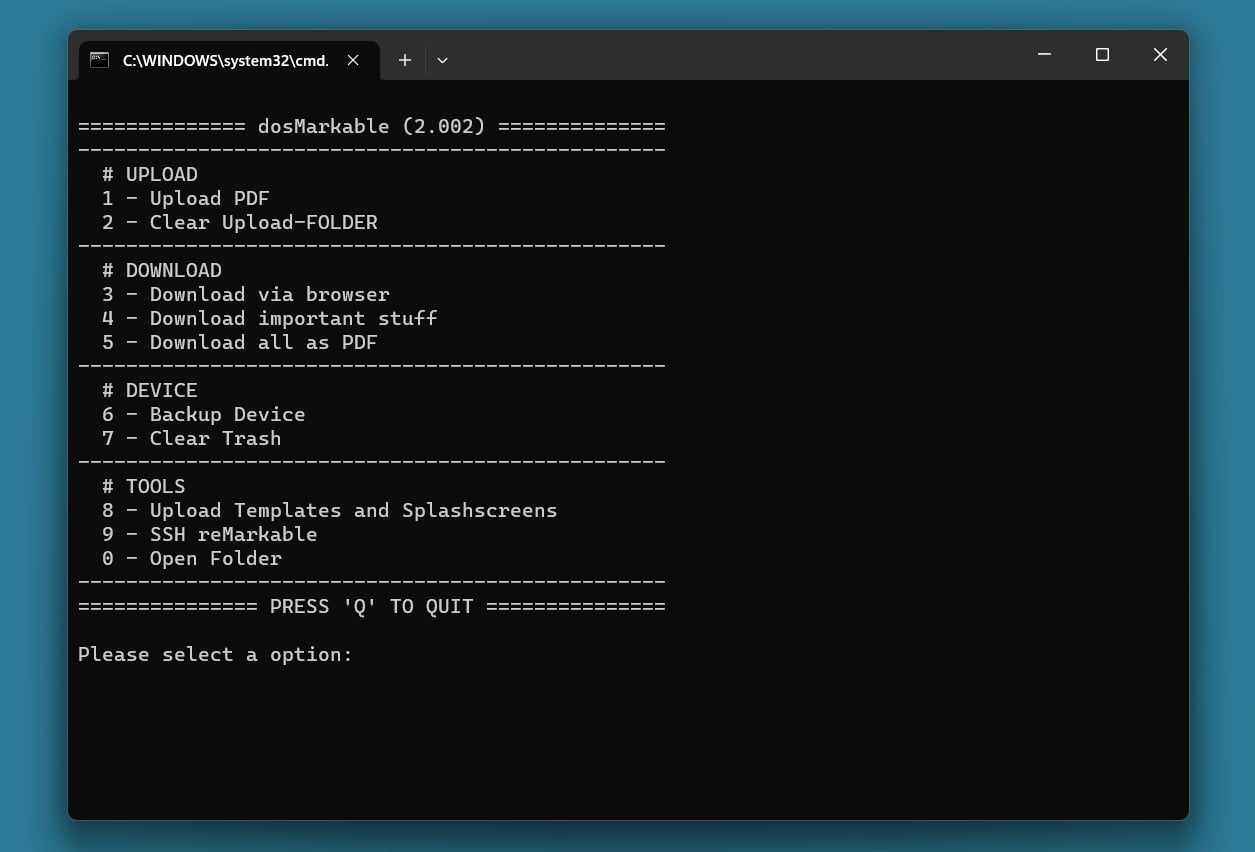 C:\WINDOWS\system32\cmd.
============== dosMarkable (2.002) ==============
-------------------------------------------------
# UPLOAD
1 - Upload PDF
2 - Clear Upload-FOLDER
-------------------------------------------------
# DOWNLOAD
3 - Download via browser
4 - Download important stuff
5 - Download all as PDF
-------------------------------------------------
# DEVICE
6 - Backup Device
7 - Clear Trash
-------------------------------------------------
# TOOLS
8 - Upload Templates and Splashscreens
9 - SSH reMarkable
0 - Open Folder
-------------------------------------------------
=============== PRESS 'Q' TO QUIT ===============
Please select a option: